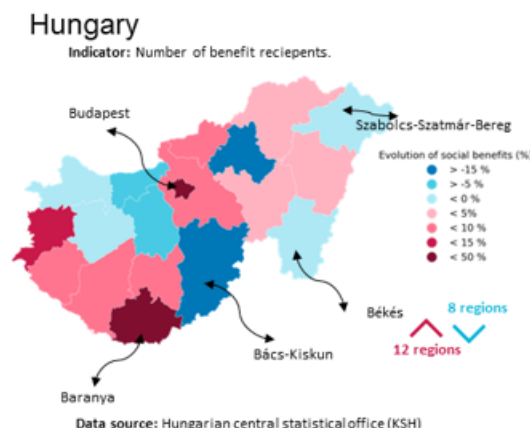 Hungary
Indicator: Number of benefit reciepents.
Budapest
Szabolcs-Szatmár-Bereg
Evolution of social benefits (%)
> -15 %
> -5 %
< 0 %
< 5%
< 10 %
< 15 %
< 50 %
Békés
8 regions
12 regions
Bács-Kiskun
Baranya
Data source: Hungarian central statistical office (KSH)